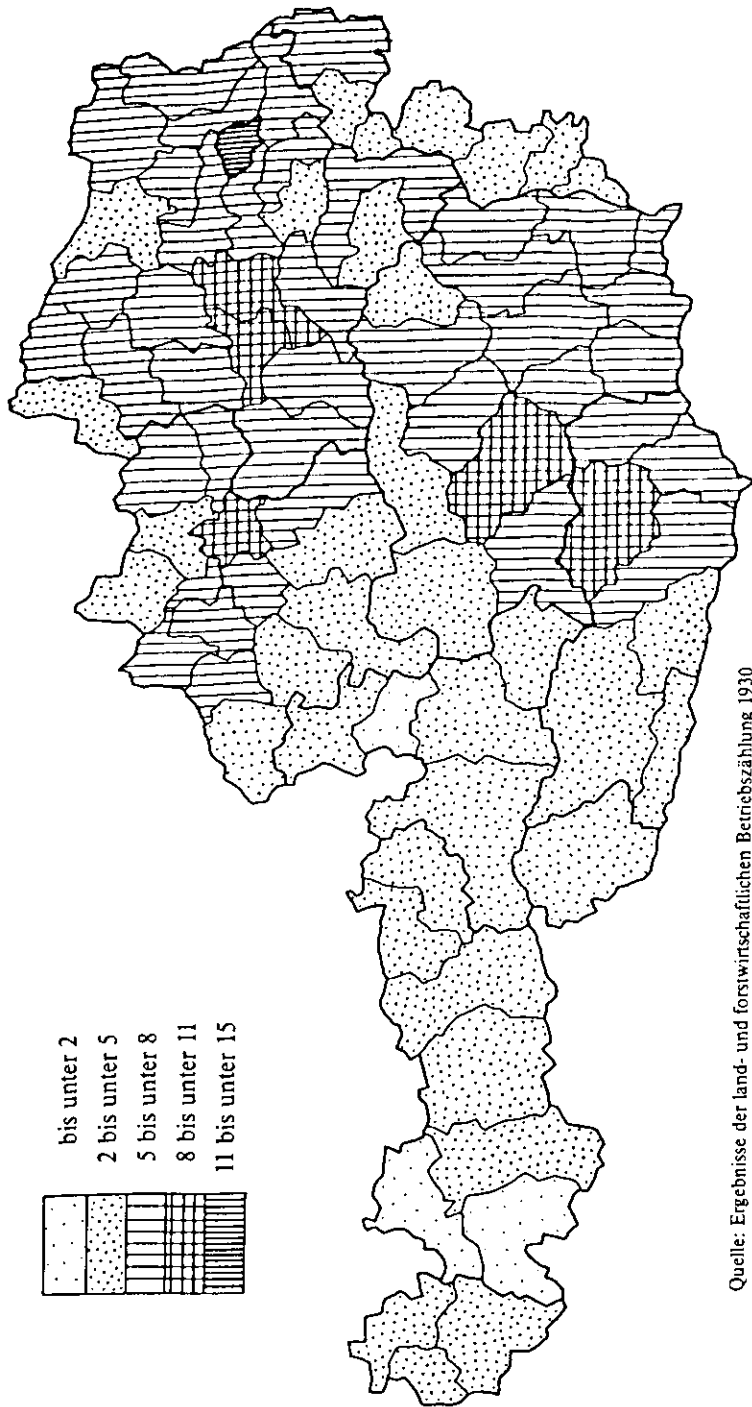 bis unter 2
2 bis unter 5
5 bis unter 8
8 bis unter 11
11 bis unter 15
Quelle: Ergebnisse der land- und forstwirtschaftlichen Betriebszählung 1930